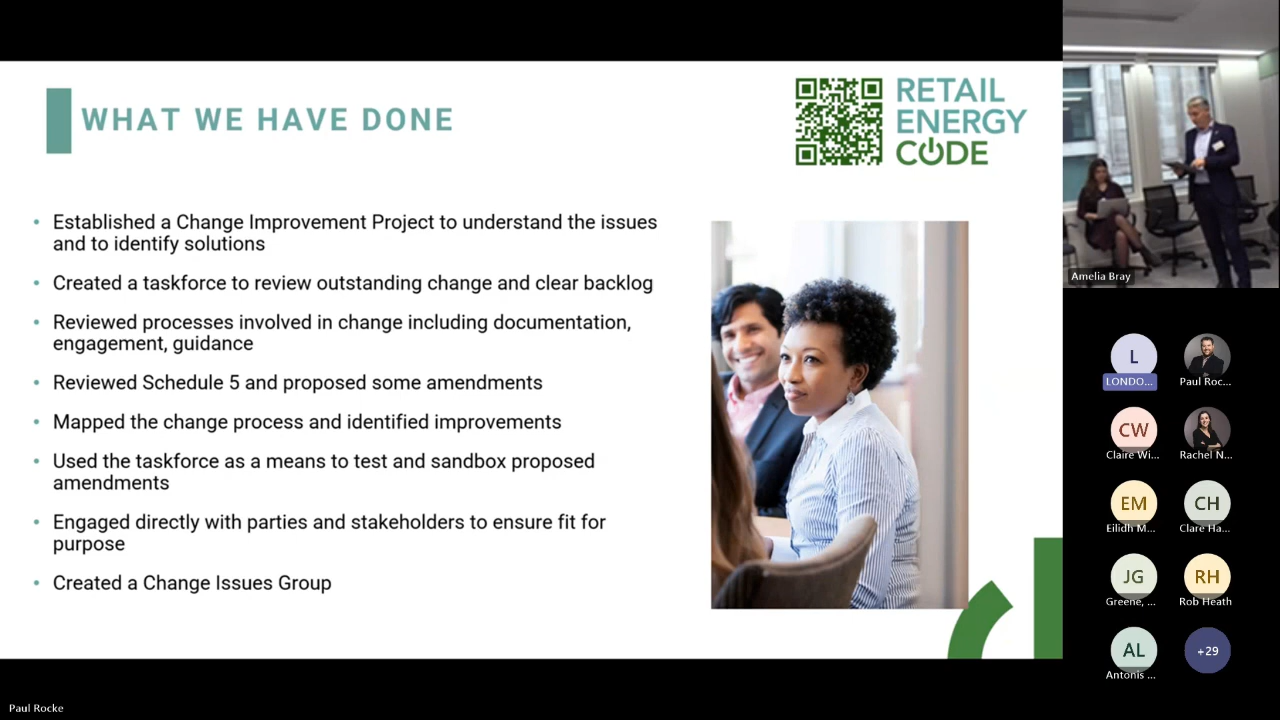 WHAT WE HAVE DONE
RETAIL
ENERGY
CODE
Established a Change Improvement Project to understand the issues
and to identify solutions
Created a taskforce to review outstanding change and clear backlog
Reviewed processes involved in change including documentation,
engagement, guidance
Reviewed Schedule 5 and proposed some amendments
Mapped the change process and identified improvements
Used the taskforce as a means to test and sandbox proposed
amendments
Engaged directly with parties and stakeholders to ensure fit for
purpose
Created a Change Issues Group
Amelia Bray
L
LONDO...
Paul Roc...
CW
Claire Wi...
Rachel N...
EM
Eilidh M...
CH
Clare Ha...
JG
Greene, ...
RH
Rob Heath
AL
Antonis ...
+29
Paul Rocke